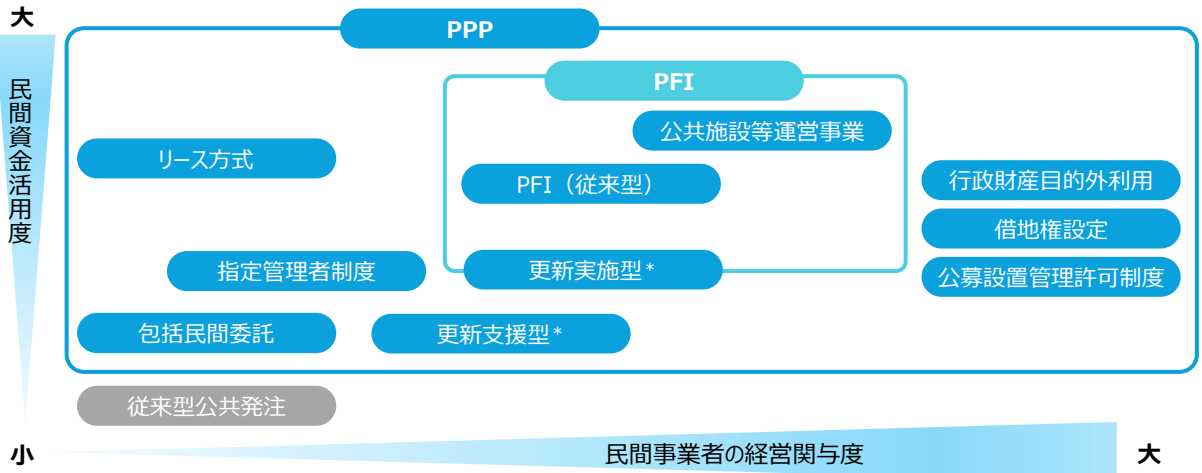 大
PPP
PFI
民間資金活用度
公共施設等運営事業
リース方式
PFI（従来型）
行政財産目的外利用
借地権設定
指定管理者制度
更新実施型*
公募設置管理許可制度
包括民間委託
更新支援型*
従来型公共発注
小
民間事業者の経営関与度
大